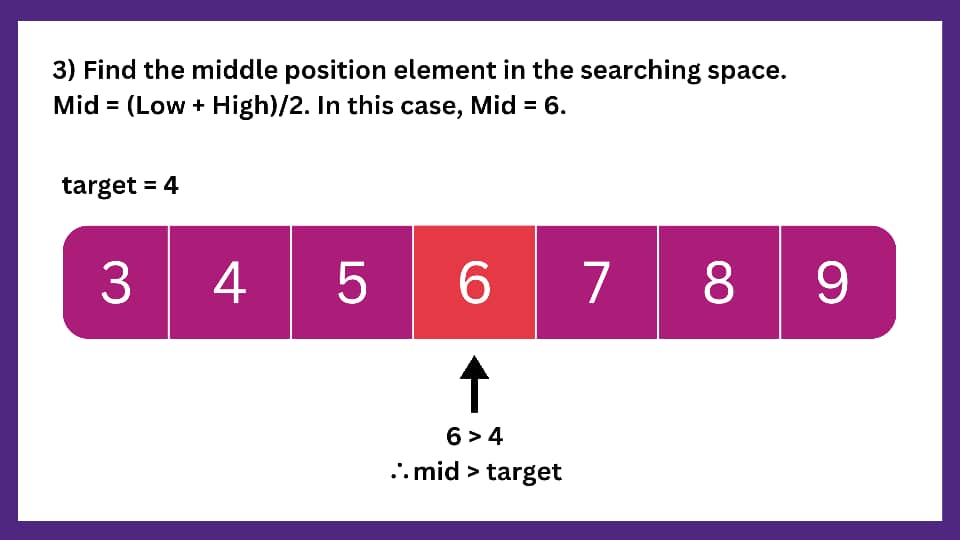 3) Find the middle position element in the searching space.
Mid = (Low + High)/2. In this case, Mid = 6.
target = 4
3 4 5 6 7 8 9
6 > 4
∴ mid > target